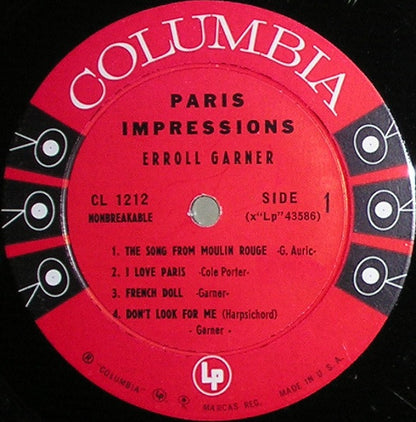 COLUMBIA
PARIS
IMPRESSIONS
ERROLL GARNER
CL 1212 SIDE 1
NONBREAKABLE (x"Lp"43586)
1. THE SONG FROM MOULIN ROUGE -G. Auric-
2. I LOVE PARIS -Cole Porter-
3. FRENCH DOLL -Garner-
4. DON'T LOOK FOR ME (Harpsichord)
- Garner -
® "COLUMBIA" Lp MARCAS REG. MADE IN U.S.A.